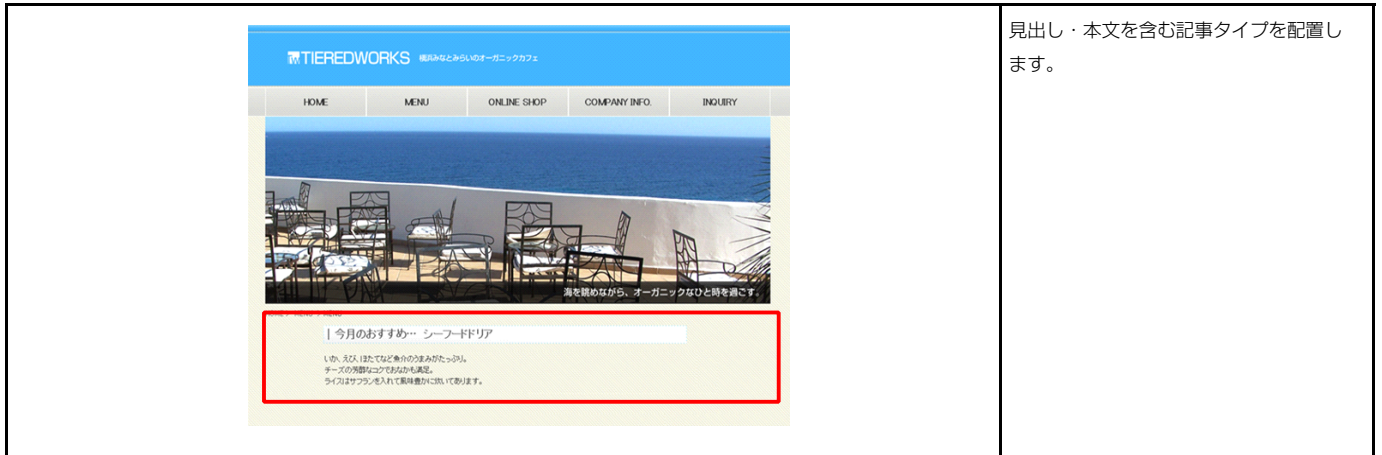 TIEREDWORKS 横浜みなとみらいのオーガニックカフェ
HOME MENU ONLINE SHOP COMPANY INFO. INQUIRY
海を眺めながら、オーガニックなひと時を過ごす。
| 今月のおすすめ… シーフードドリア
いか、えび、ほたてなど魚介のうまみがたっぷり。
チーズの芳醇なコクでおなかも満足。
ライスはサフランを入れて風味豊かに炊いてあります。
見出し・本文を含む記事タイプを配置し
ます。